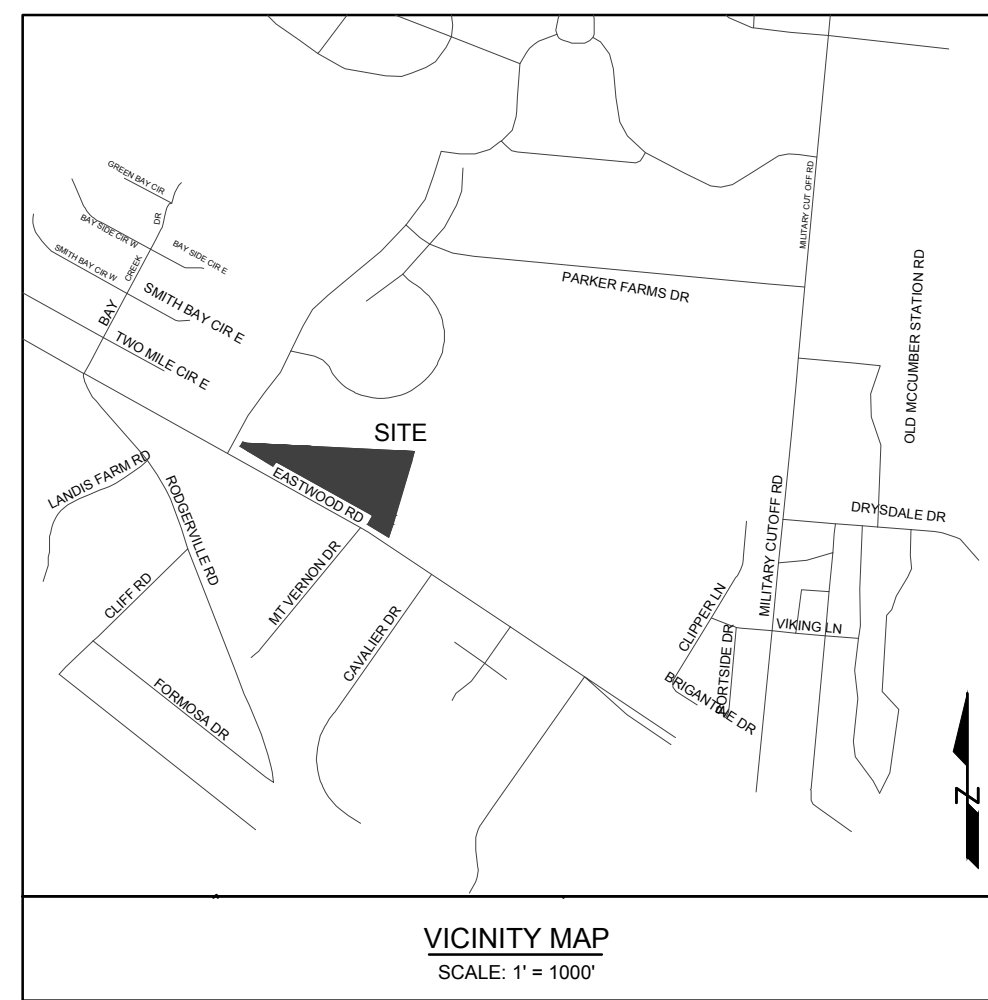 GREEN BAY CIR
DR
BAY SIDE CIR W
BAY SIDE CIR E
SMITH BAY CIR W
CREEK
SMITH BAY CIR E
BAY
TWO MILE CIR E
MILITARY CUT OFF RD
PARKER FARMS DR
OLD MCCUMBER STATION RD
SITE
EASTWOOD RD
LANDIS FARM RD
RODGERVILLE RD
CLIFF RD
FORMOSA DR
MT VERNON DR
CAVALIER DR
MILITARY CUTOFF RD
DRYSDALE DR
CLIPPER LN
PORTSIDE DR
VIKING LN
BRIGANTINE DR
N
VICINITY MAP
SCALE: 1' = 1000'